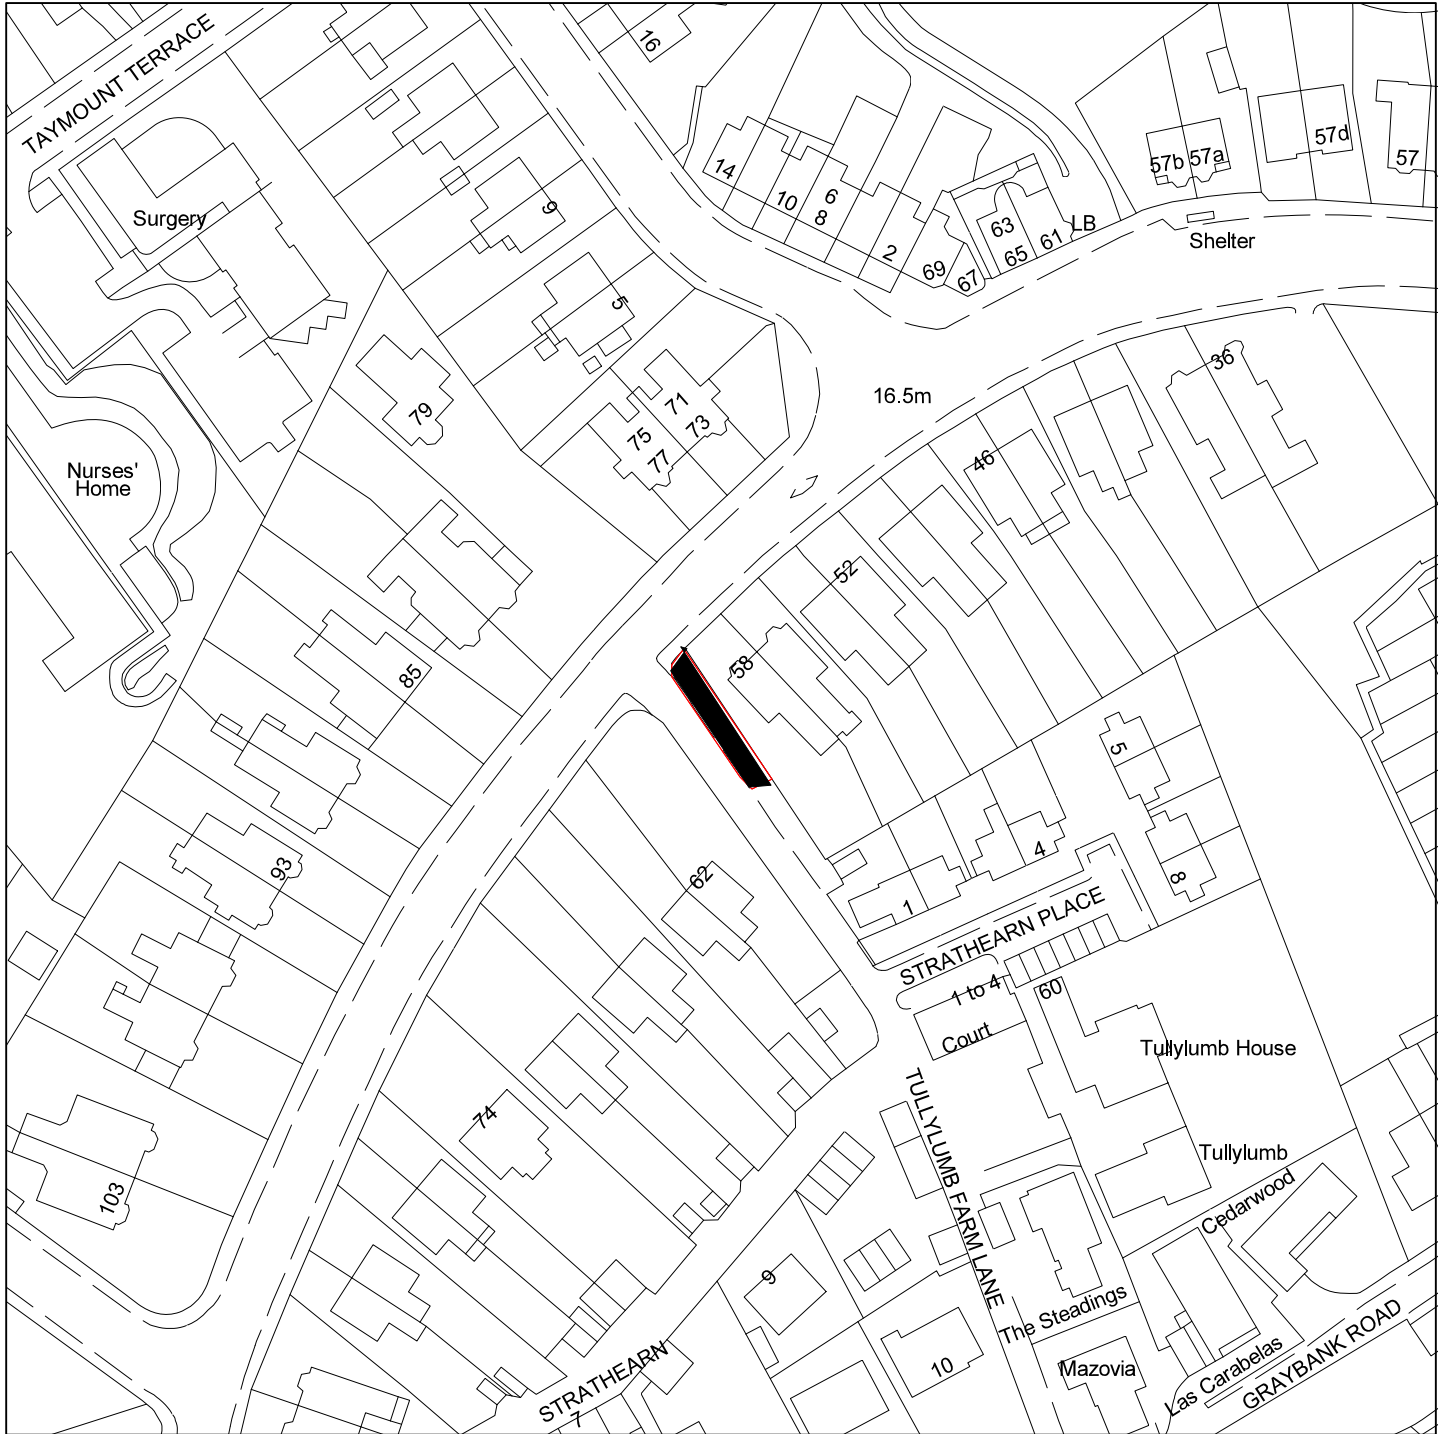 TAYMOUNT TERRACE
16
57d
57b
57a
57
14
10
6
8
2
9
Surgery
63
65
61
LB
Shelter
69
67
5
16.5m
36
79
71
73
75
77
46
Nurses'
Home
52
58
85
5
93
62
4
8
1
STRATHEARN PLACE
1 to 4
60
Court
Tullylumb House
74
TULLYLUMB FARM LANE
Tullylumb
Cedarwood
103
9
The Steadings
10
Mazovia
Las Carabelas
GRAYBANK ROAD
STRATHEARN
7